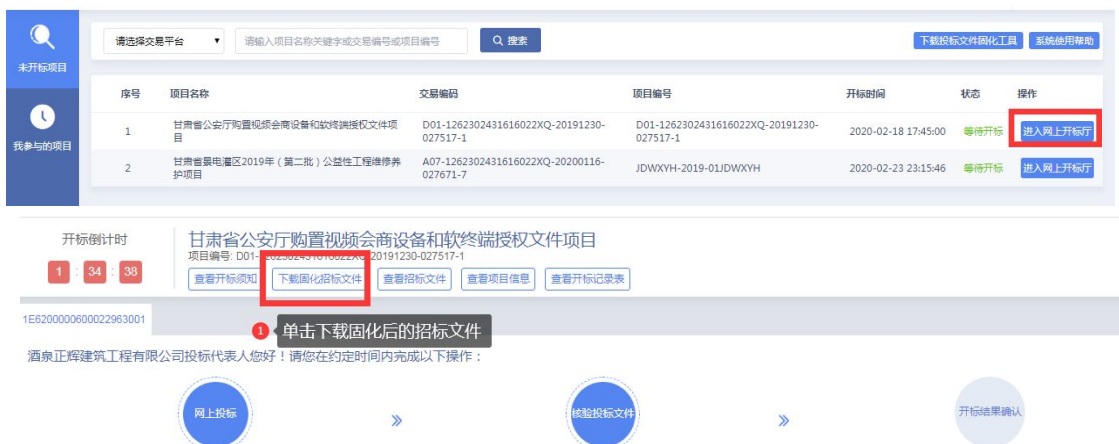 未开标项目
我参与的项目
请选择交易平台 ▼ 请输入项目名称关键字或交易编号或项目编号 搜索 下载投标文件固化工具 系统使用帮助
序号 项目名称 交易编码 项目编号 开标时间 状态 操作
1 甘肃省公安厅购置视频会商设备和软终端授权文件项目 D01-1262302431616022XQ-20191230-027517-1 D01-1262302431616022XQ-20191230-027517-1 2020-02-18 17:45:00 等待开标 进入网上开标厅
2 甘肃省景电灌区2019年（第二批）公益性工程维修养护项目 A07-1262302431616022XQ-20200116-027671-7 JDWXYH-2019-01JDWXYH 2020-02-23 23:15:46 等待开标 进入网上开标厅
开标倒计时
1 : 34 : 38
甘肃省公安厅购置视频会商设备和软终端授权文件项目
项目编号: D01-1262302431616022XQ-20191230-027517-1
查看开标须知 下载固化招标文件 查看招标文件 查看项目信息 查看开标记录表
1E6200000600022963001
1 单击下载固化后的招标文件
酒泉正辉建筑工程有限公司投标代表人您好！请您在约定时间内完成以下操作：
网上投标 » 核验投标文件 » 开标结果确认